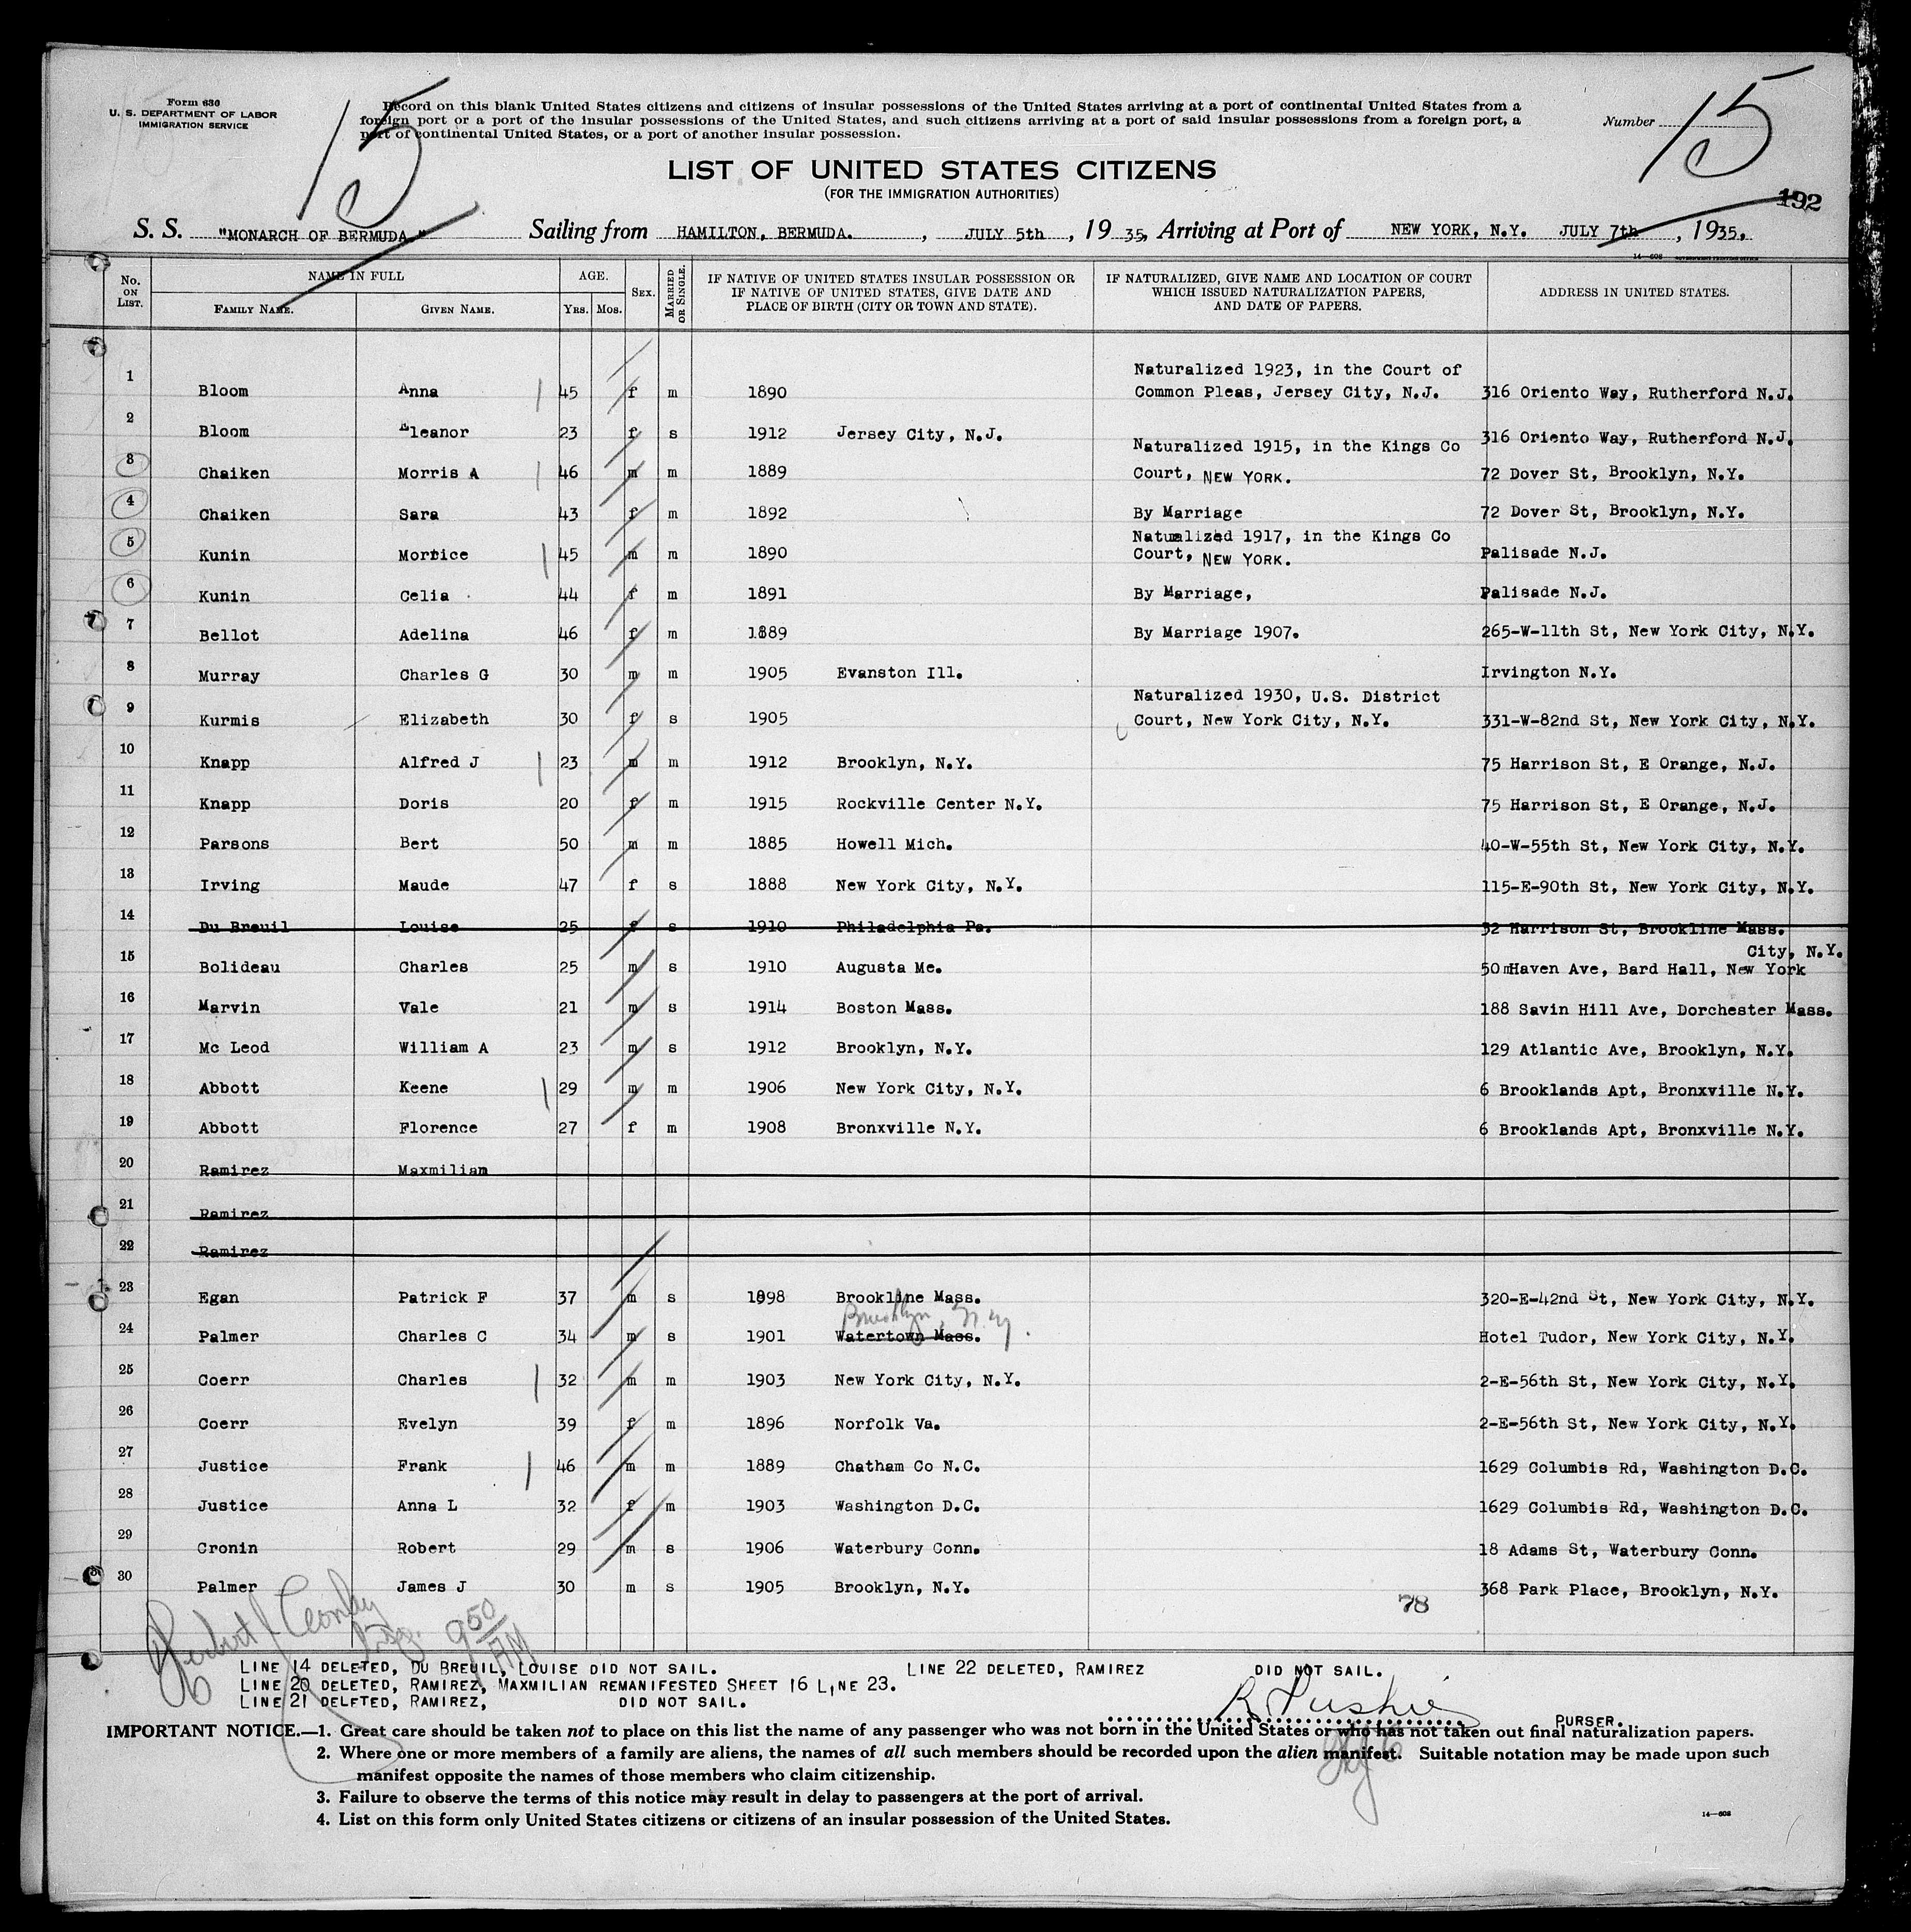 Form 630
U. S. DEPARTMENT OF LABOR
IMMIGRATION SERVICE
15
Record on this blank United States citizens and citizens of insular possessions of the United States arriving at a port of continental United States from a
foreign port or a port of the insular possessions of the United States, and such citizens arriving at a port of said insular possessions from a foreign port, a
port of continental United States, or a port of another insular possession.
Number 15
LIST OF UNITED STATES CITIZENS
(FOR THE IMMIGRATION AUTHORITIES)
192
S. S. "MONARCH OF BERMUDA" Sailing from HAMILTON, BERMUDA. , JULY 5th , 19 35, Arriving at Port of NEW YORK, N.Y. JULY 7th , 1935.
14—608
No. ON LIST. NAME IN FULL FAMILY NAME. GIVEN NAME. AGE. YRS. MOS. SEX. MARRIED OR SINGLE. IF NATIVE OF UNITED STATES INSULAR POSSESSION OR IF NATIVE OF UNITED STATES, GIVE DATE AND PLACE OF BIRTH (CITY OR TOWN AND STATE). IF NATURALIZED, GIVE NAME AND LOCATION OF COURT WHICH ISSUED NATURALIZATION PAPERS, AND DATE OF PAPERS. ADDRESS IN UNITED STATES.
1 Bloom Anna 45 f m 1890 Naturalized 1923, in the Court of Common Pleas, Jersey City, N.J. 316 Oriento Way, Rutherford N.J.
2 Bloom Eleanor 23 f s 1912 Jersey City, N.J. 316 Oriento Way, Rutherford N.J.
3 Chaiken Morris A 46 m m 1889 Naturalized 1915, in the Kings Co Court, NEW YORK. 72 Dover St, Brooklyn, N.Y.
4 Chaiken Sara 43 f m 1892 By Marriage 72 Dover St, Brooklyn, N.Y.
5 Kunin Morrice 45 m m 1890 Naturalized 1917, in the Kings Co Court, NEW YORK. Palisade N.J.
6 Kunin Celia 44 f m 1891 By Marriage, Palisade N.J.
7 Bellot Adelina 46 f m 1889 By Marriage 1907. 265-W-11th St, New York City, N.Y.
8 Murray Charles G 30 m m 1905 Evanston Ill. Irvington N.Y.
9 Kurmis Elizabeth 30 f s 1905 Naturalized 1930, U.S. District Court, New York City, N.Y. 331-W-82nd St, New York City, N.Y.
10 Knapp Alfred J 23 m m 1912 Brooklyn, N.Y. 75 Harrison St, E Orange, N.J.
11 Knapp Doris 20 f m 1915 Rockville Center N.Y. 75 Harrison St, E Orange, N.J.
12 Parsons Bert 50 m m 1885 Howell Mich. 40-W-55th St, New York City, N.Y.
13 Irving Maude 47 f s 1888 New York City, N.Y. 115-E-90th St, New York City, N.Y.
14 Du Breuil Louise 25 f s 1910 Philadelphia Pa. 32 Harrison St, Brookline Mass.
15 Bolideau Charles 25 m s 1910 Augusta Me. 50 Haven Ave, Bard Hall, New York City, N.Y.
16 Marvin Vale 21 m s 1914 Boston Mass. 188 Savin Hill Ave, Dorchester Mass.
17 Mc Leod William A 23 m s 1912 Brooklyn, N.Y. 129 Atlantic Ave, Brooklyn, N.Y.
18 Abbott Keene 29 m m 1906 New York City, N.Y. 6 Brooklands Apt, Bronxville N.Y.
19 Abbott Florence 27 f m 1908 Bronxville N.Y. 6 Brooklands Apt, Bronxville N.Y.
20 Ramirez Maxmilian
21 Ramirez
22 Ramirez
23 Egan Patrick F 37 m s 1898 Brookline Mass. 320-E-42nd St, New York City, N.Y.
Brooklyn, N.Y.
24 Palmer Charles C 34 m s 1901 Watertown Mass. Hotel Tudor, New York City, N.Y.
25 Coerr Charles 32 m m 1903 New York City, N.Y. 2-E-56th St, New York City, N.Y.
26 Coerr Evelyn 39 f m 1896 Norfolk Va. 2-E-56th St, New York City, N.Y.
27 Justice Frank 46 m m 1889 Chatham Co N.C. 1629 Columbis Rd, Washington D.C.
28 Justice Anna L 32 f m 1903 Washington D.C. 1629 Columbis Rd, Washington D.C.
29 Cronin Robert 29 m s 1906 Waterbury Conn. 18 Adams St, Waterbury Conn.
30 Palmer James J 30 m s 1905 Brooklyn, N.Y. 368 Park Place, Brooklyn, N.Y.
78
9 50 AM
LINE 14 DELETED, DU BREUIL, LOUISE DID NOT SAIL. LINE 22 DELETED, RAMIREZ DID NOT SAIL.
LINE 20 DELETED, RAMIREZ, MAXMILIAN REMANIFESTED SHEET 16 LINE 23.
LINE 21 DELETED, RAMIREZ, DID NOT SAIL.
PURSER.
IMPORTANT NOTICE.—1. Great care should be taken not to place on this list the name of any passenger who was not born in the United States or who has not taken out final naturalization papers.
2. Where one or more members of a family are aliens, the names of all such members should be recorded upon the alien manifest. Suitable notation may be made upon such
manifest opposite the names of those members who claim citizenship.
3. Failure to observe the terms of this notice may result in delay to passengers at the port of arrival.
4. List on this form only United States citizens or citizens of an insular possession of the United States.
14—608